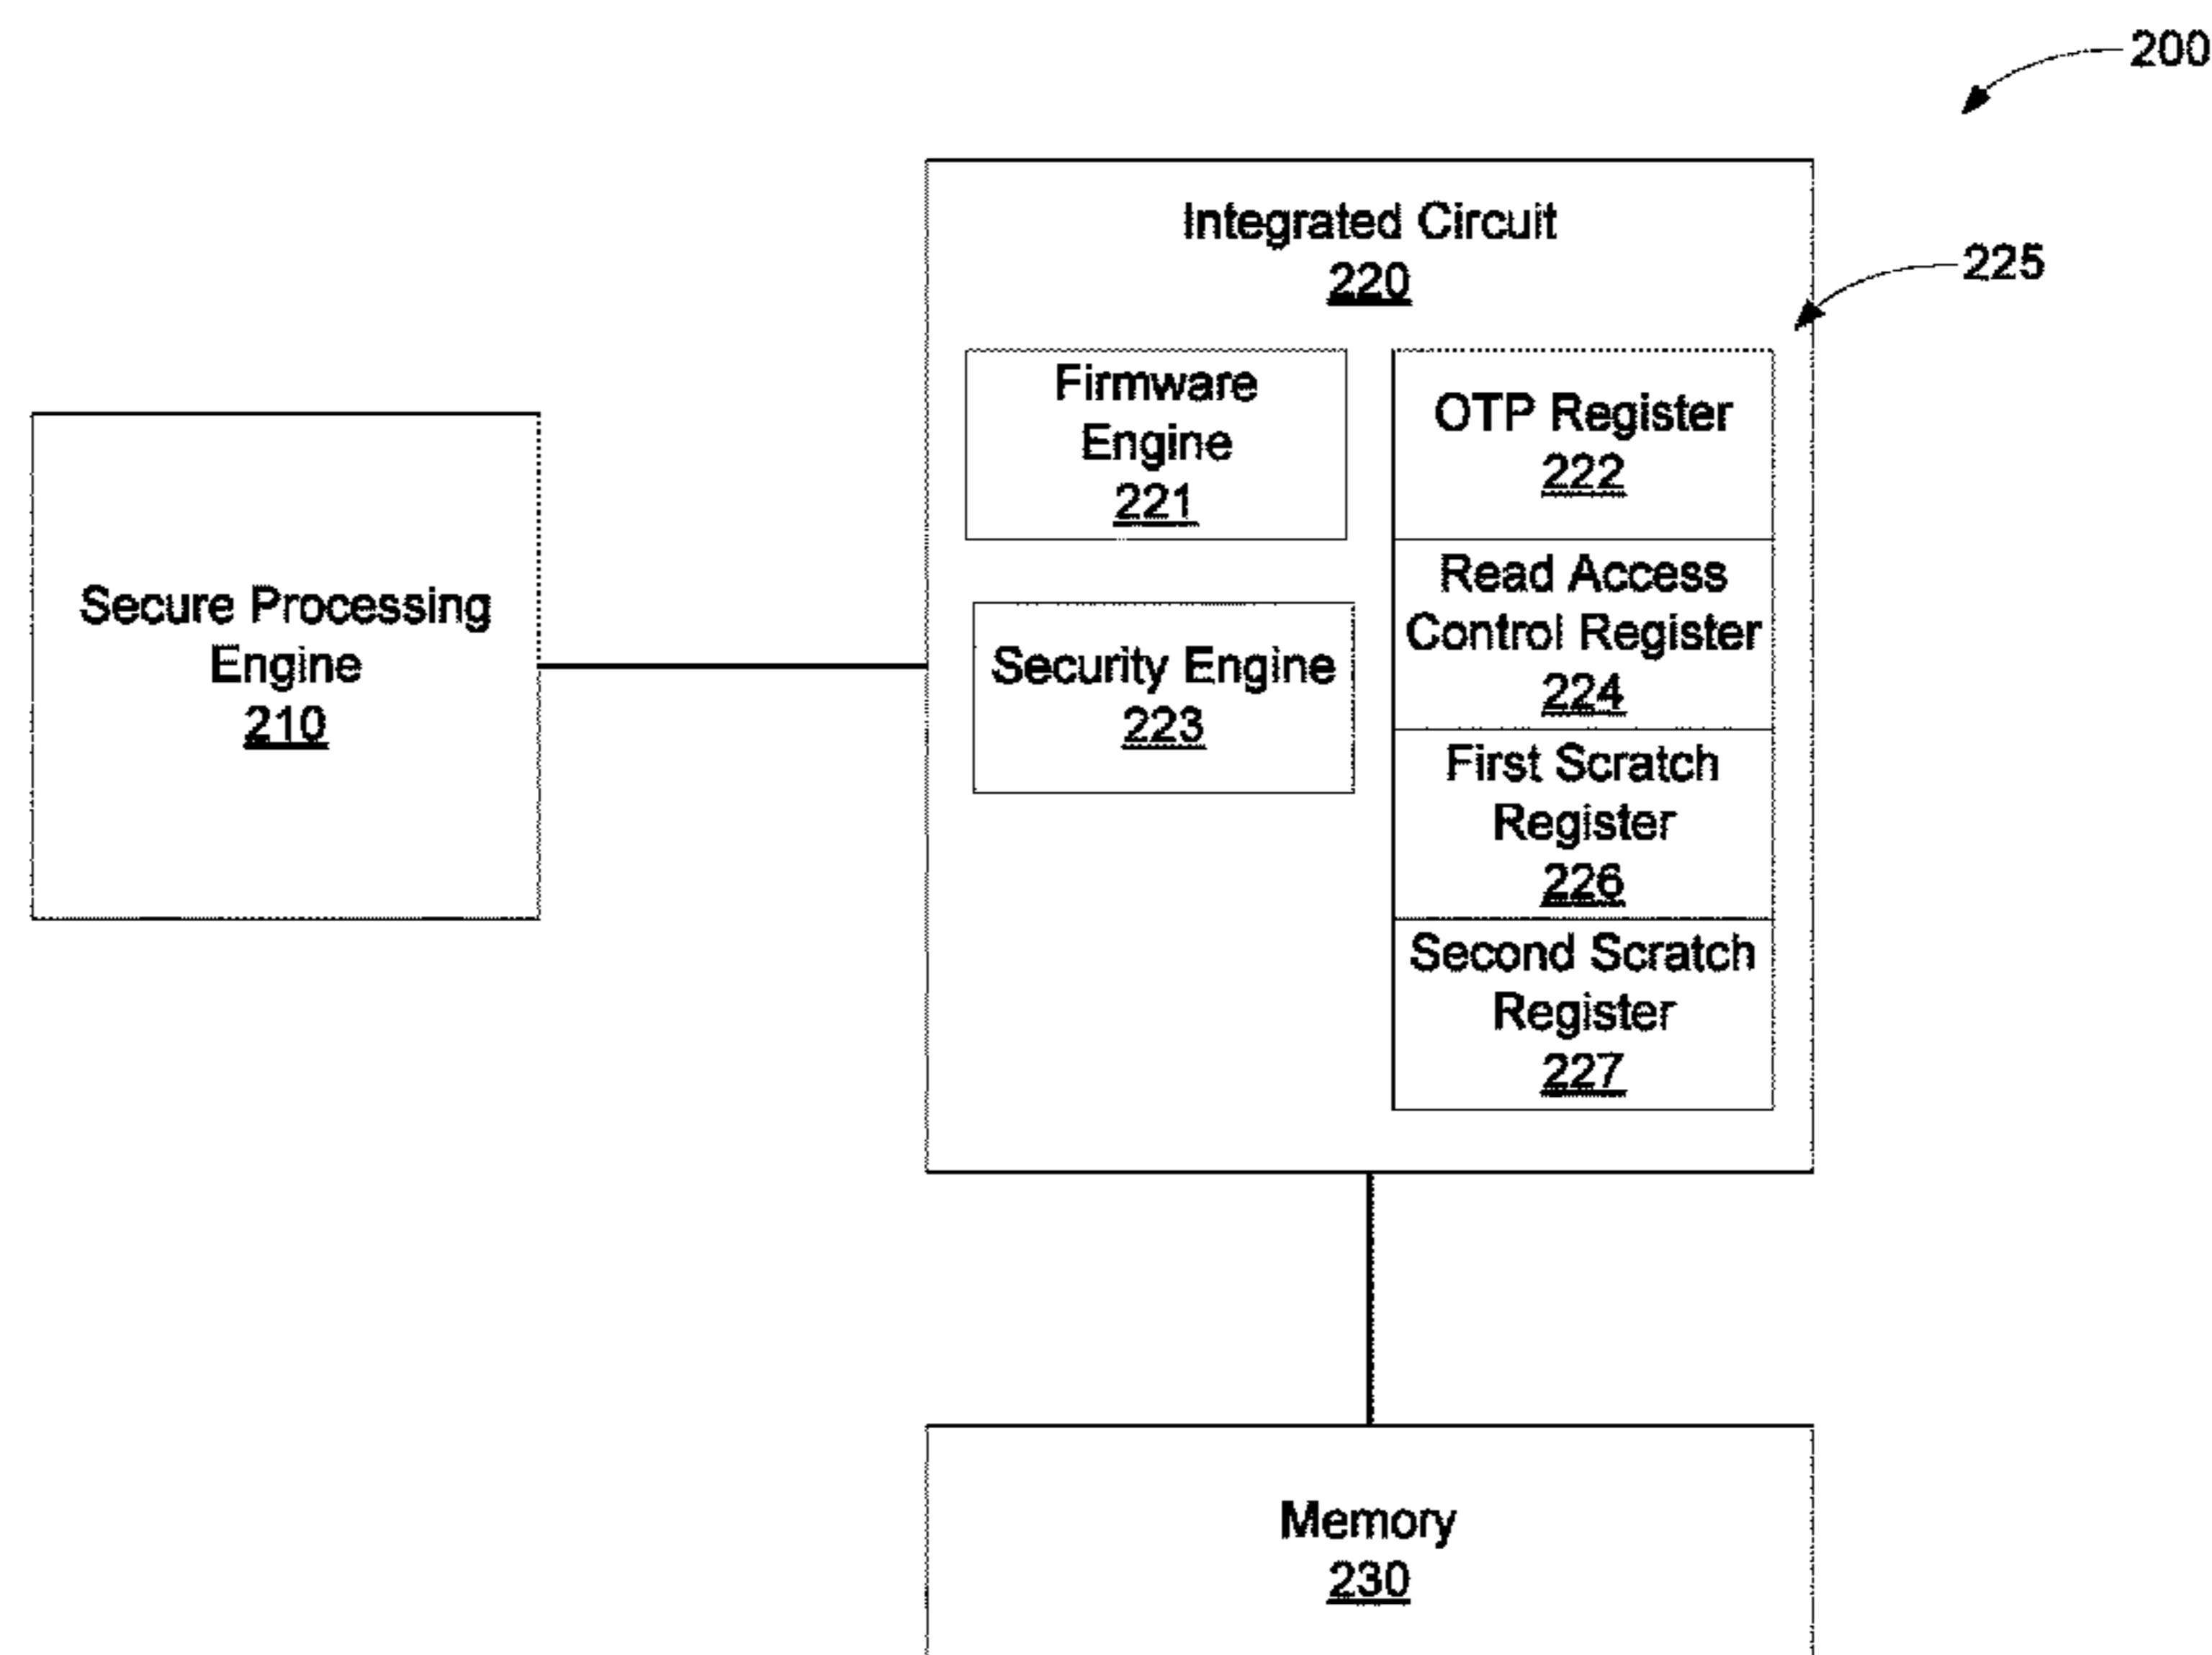 200
Integrated Circuit
220
225
Firmware
Engine
221
OTP Register
222
Secure Processing
Engine
210
Security Engine
223
Read Access
Control Register
224
First Scratch
Register
226
Second Scratch
Register
227
Memory
230